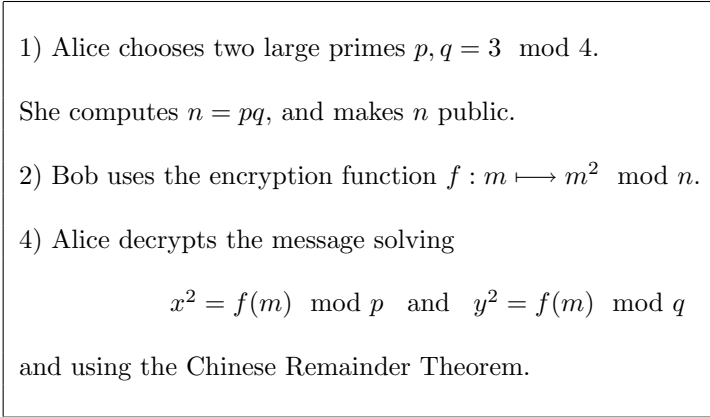 1) Alice chooses two large primes p, q = 3 mod 4.
She computes n = pq, and makes n public.
2) Bob uses the encryption function f : m ⟼ m² mod n.
4) Alice decrypts the message solving
x² = f(m) mod p and y² = f(m) mod q
and using the Chinese Remainder Theorem.